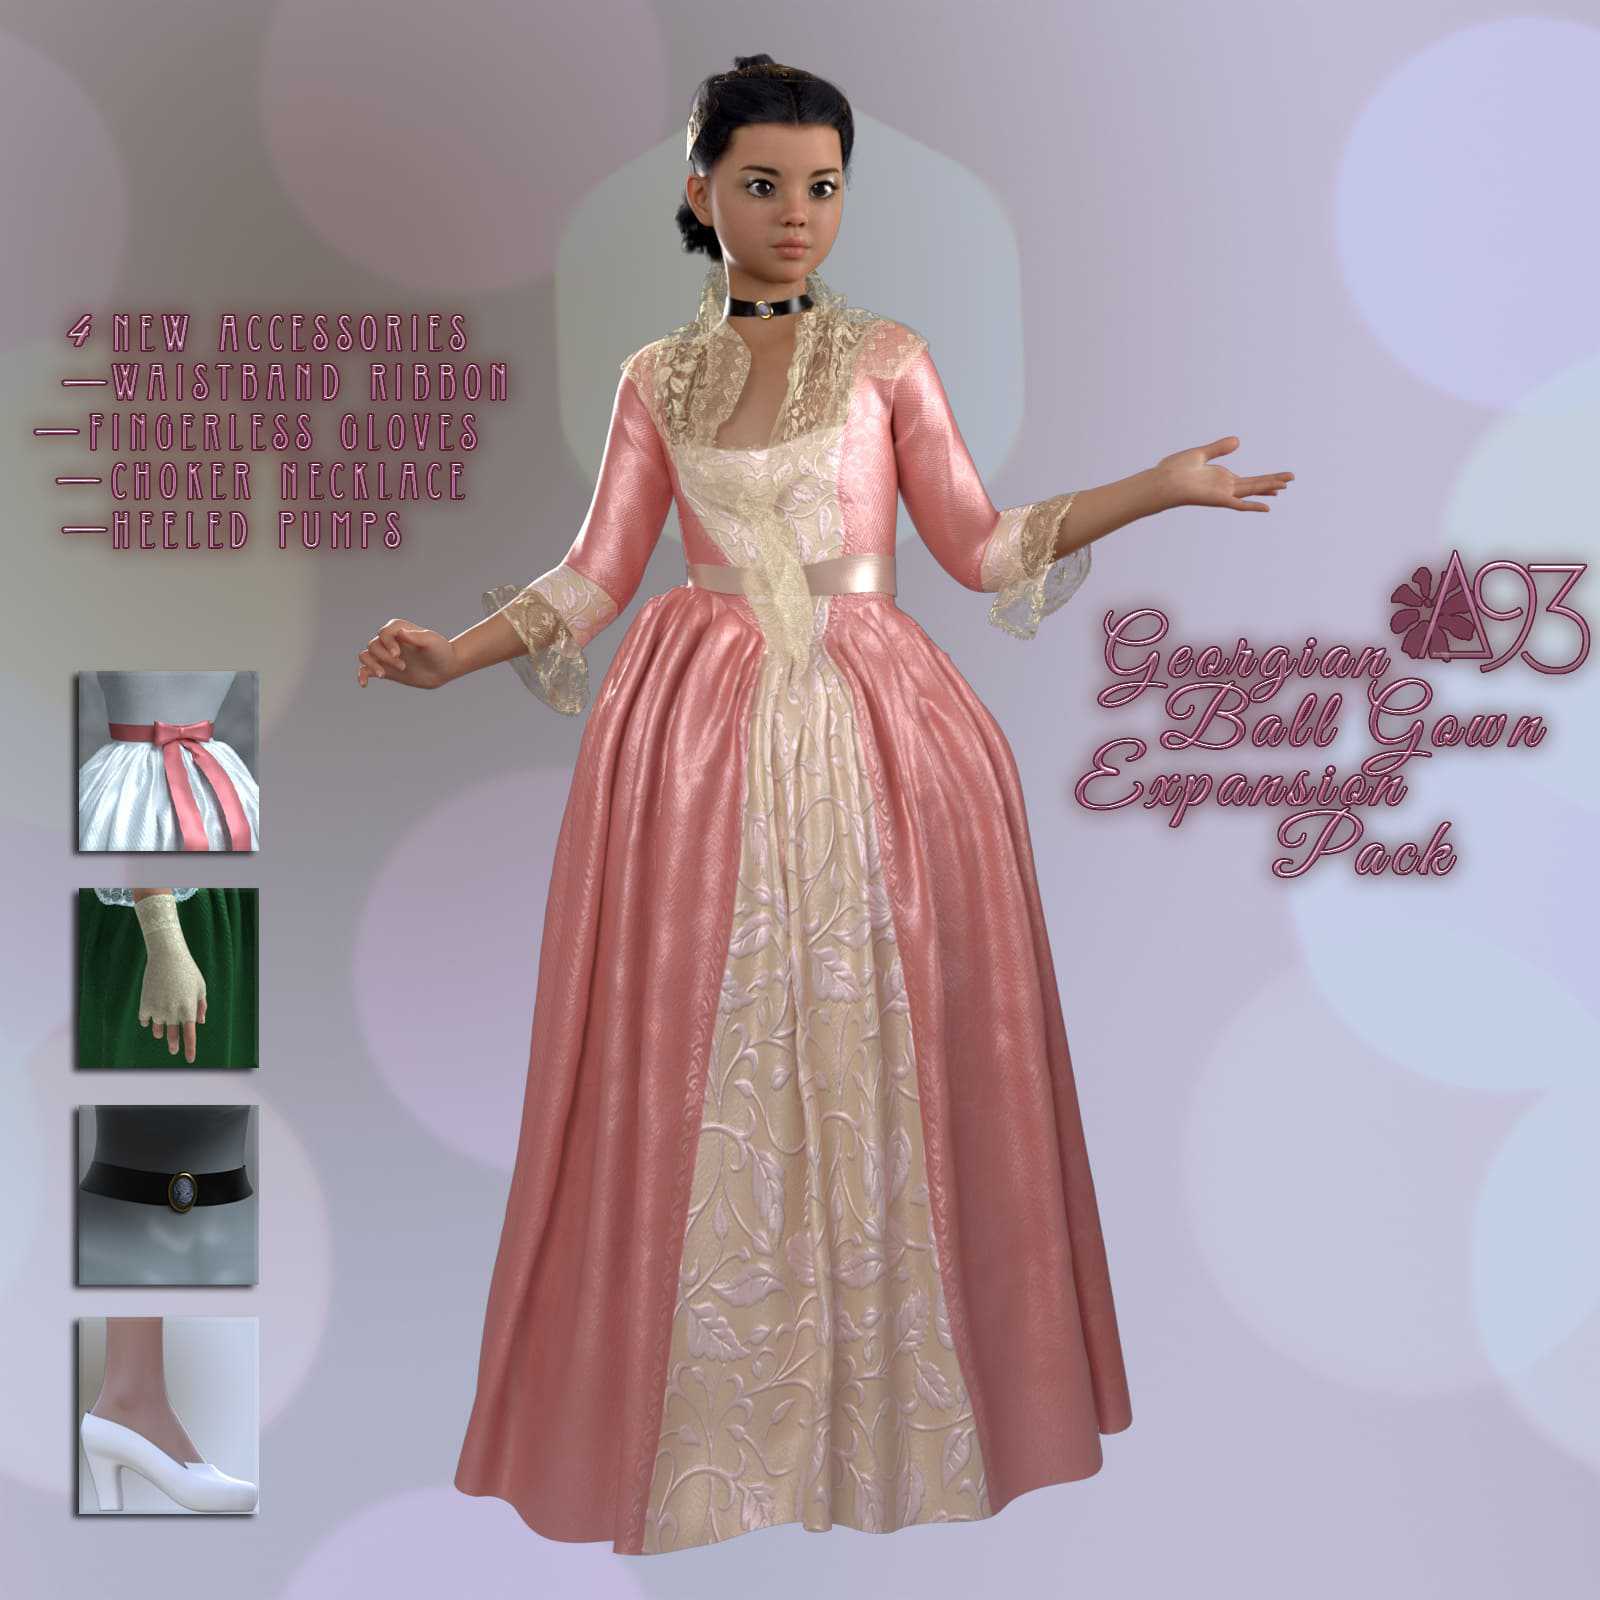 4 NEW ACCESSORIES
—WAISTBAND RIBBON
—FINGERLESS GLOVES
—CHOKER NECKLACE
—HEELED PUMPS
A93
Georgian
Ball Gown
Expansion
Pack